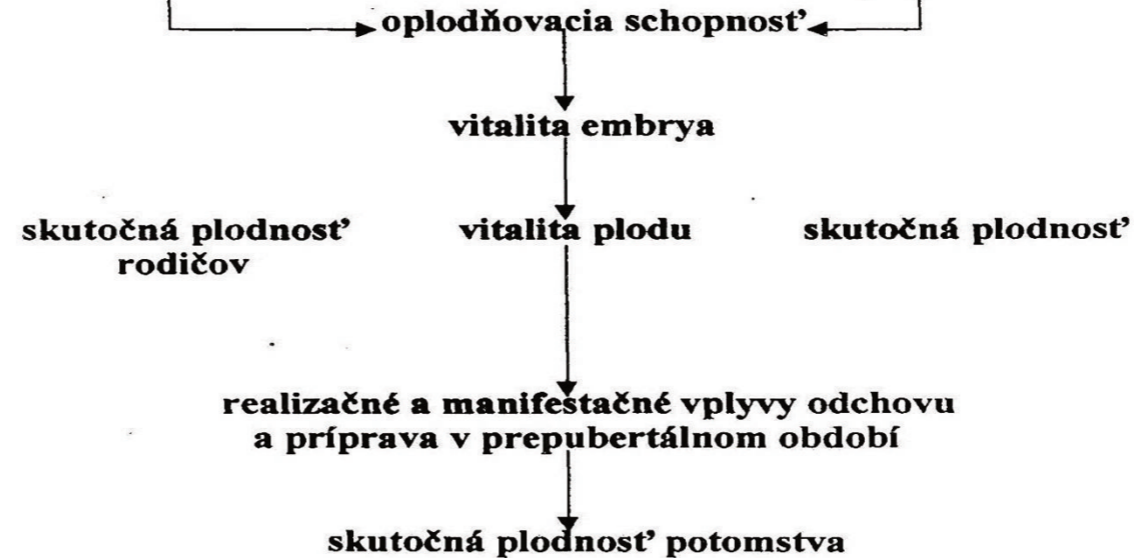 oplodňovacia schopnosť
vitalita embrya
skutočná plodnosť vitalita plodu skutočná plodnosť
rodičov
realizačné a manifestačné vplyvy odchovu
a príprava v prepubertálnom období
skutočná plodnosť potomstva